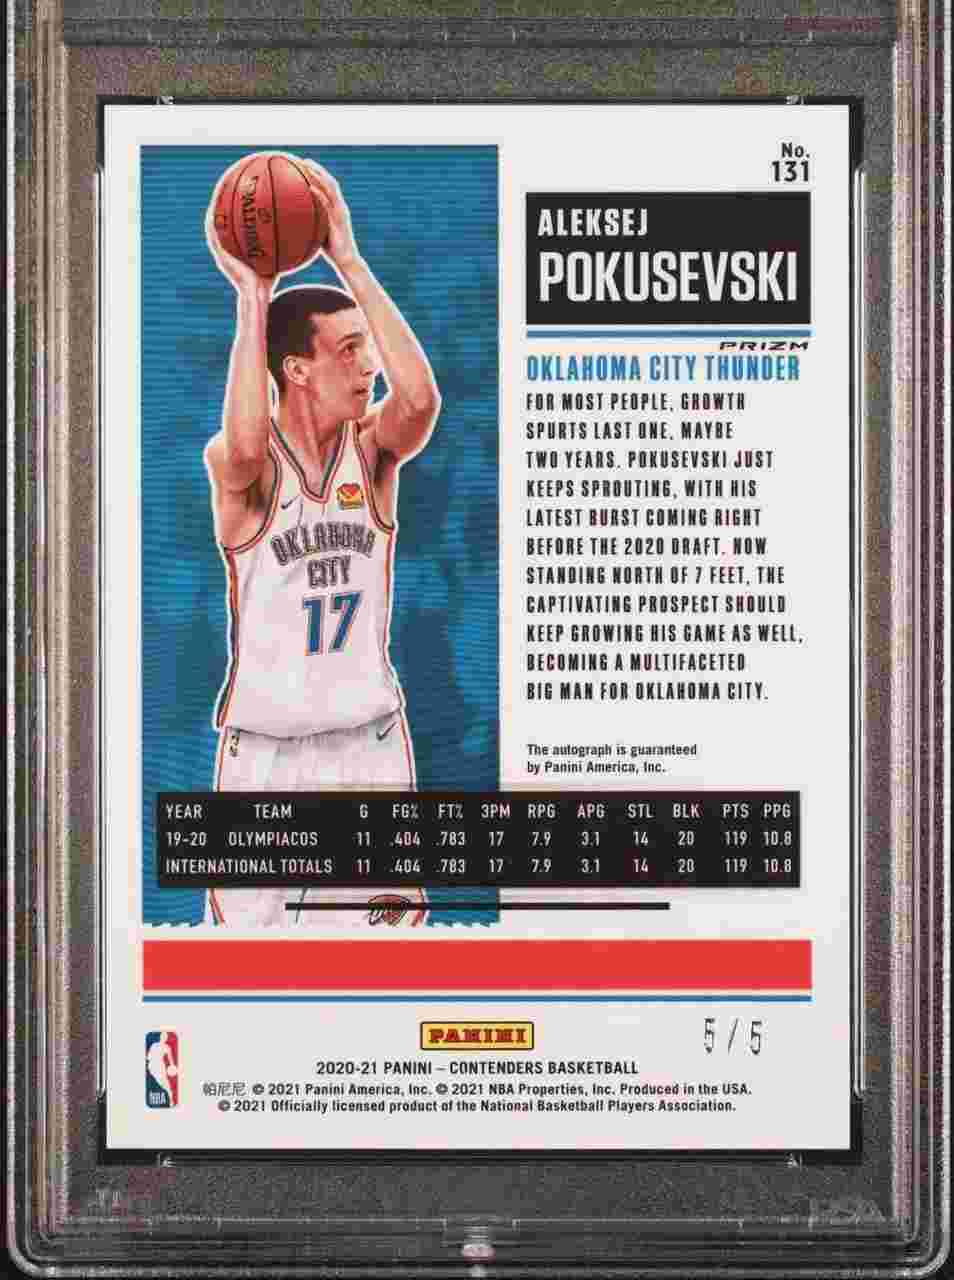 No.
131
ALEKSEJ
POKUSEVSKI
PRIZM
OKLAHOMA CITY THUNDER
FOR MOST PEOPLE, GROWTH
SPURTS LAST ONE, MAYBE
TWO YEARS. POKUSEVSKI JUST
KEEPS SPROUTING, WITH HIS
LATEST BURST COMING RIGHT
BEFORE THE 2020 DRAFT. NOW
STANDING NORTH OF 7 FEET, THE
CAPTIVATING PROSPECT SHOULD
KEEP GROWING HIS GAME AS WELL,
BECOMING A MULTIFACETED
BIG MAN FOR OKLAHOMA CITY.
The autograph is guaranteed
by Panini America, Inc.
SPALDING
OKLAHOMA
CITY
17
YEAR TEAM G FG% FT% 3PM RPG APG STL BLK PTS PPG
19-20 OLYMPIACOS 11 .404 .783 17 7.9 3.1 14 20 119 10.8
INTERNATIONAL TOTALS 11 .404 .783 17 7.9 3.1 14 20 119 10.8
PANINI
5/5
NBA
2020-21 PANINI – CONTENDERS BASKETBALL
帕尼尼 © 2021 Panini America, Inc. © 2021 NBA Properties, Inc. Produced in the USA.
© 2021 Officially licensed product of the National Basketball Players Association.
PSA